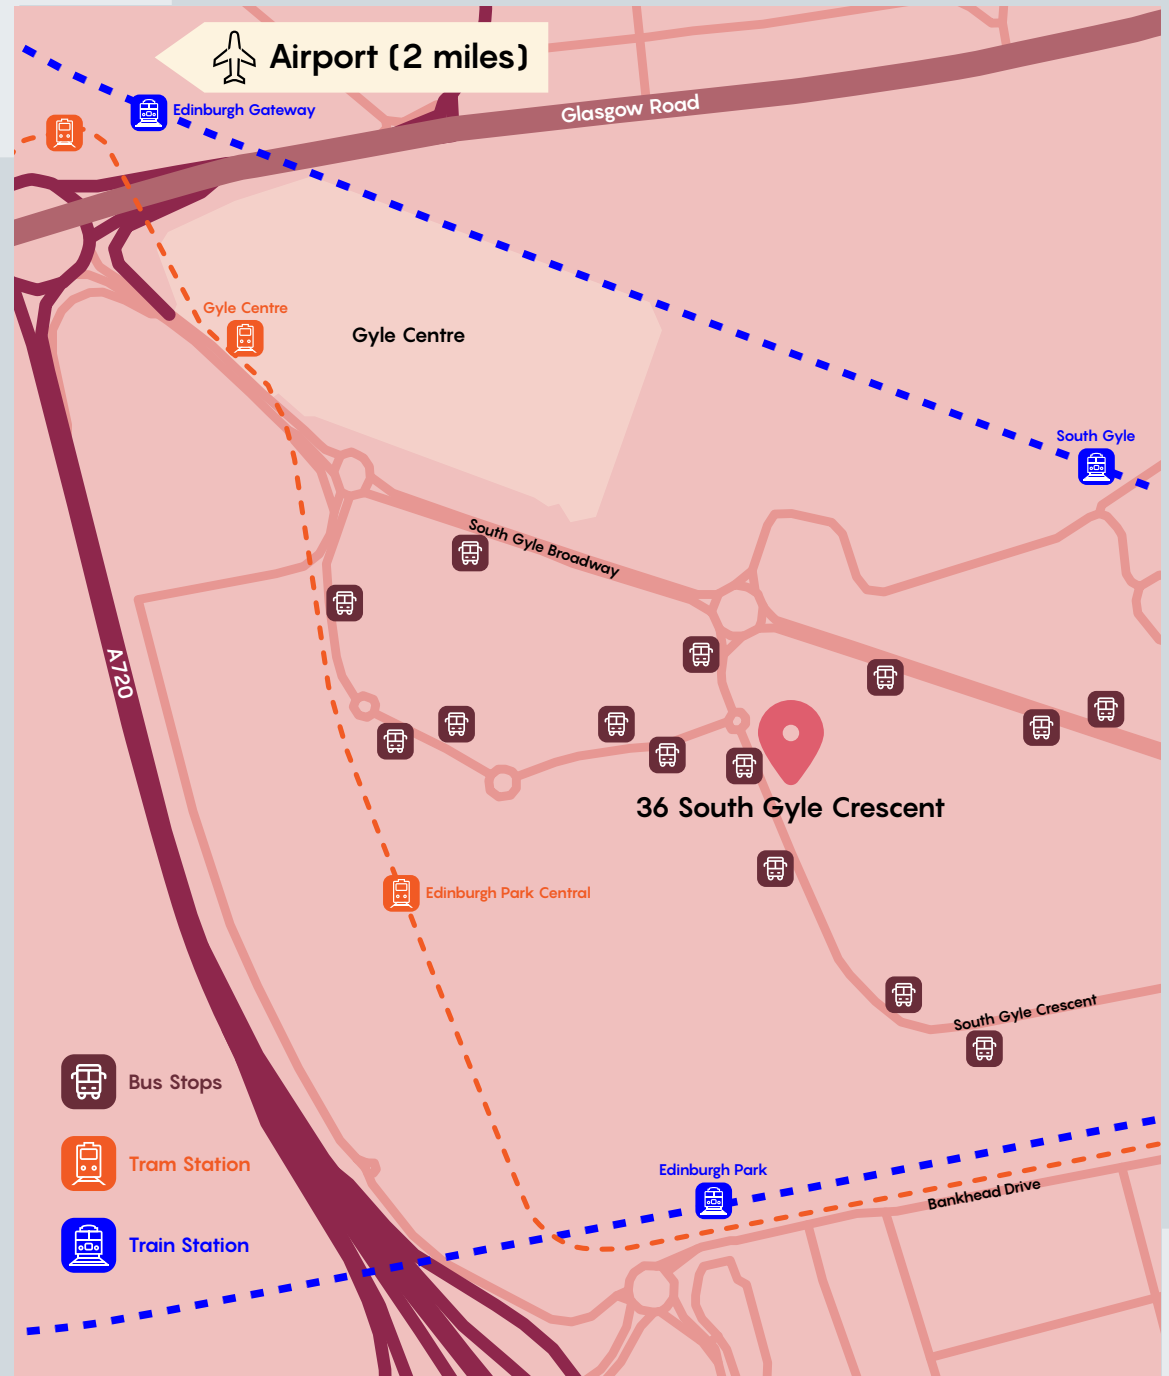 Airport (2 miles)
Edinburgh Gateway
Glasgow Road
Gyle Centre
Gyle Centre
South Gyle
South Gyle Broadway
A720
36 South Gyle Crescent
Edinburgh Park Central
South Gyle Crescent
Bus Stops
Tram Station
Edinburgh Park
Bankhead Drive
Train Station